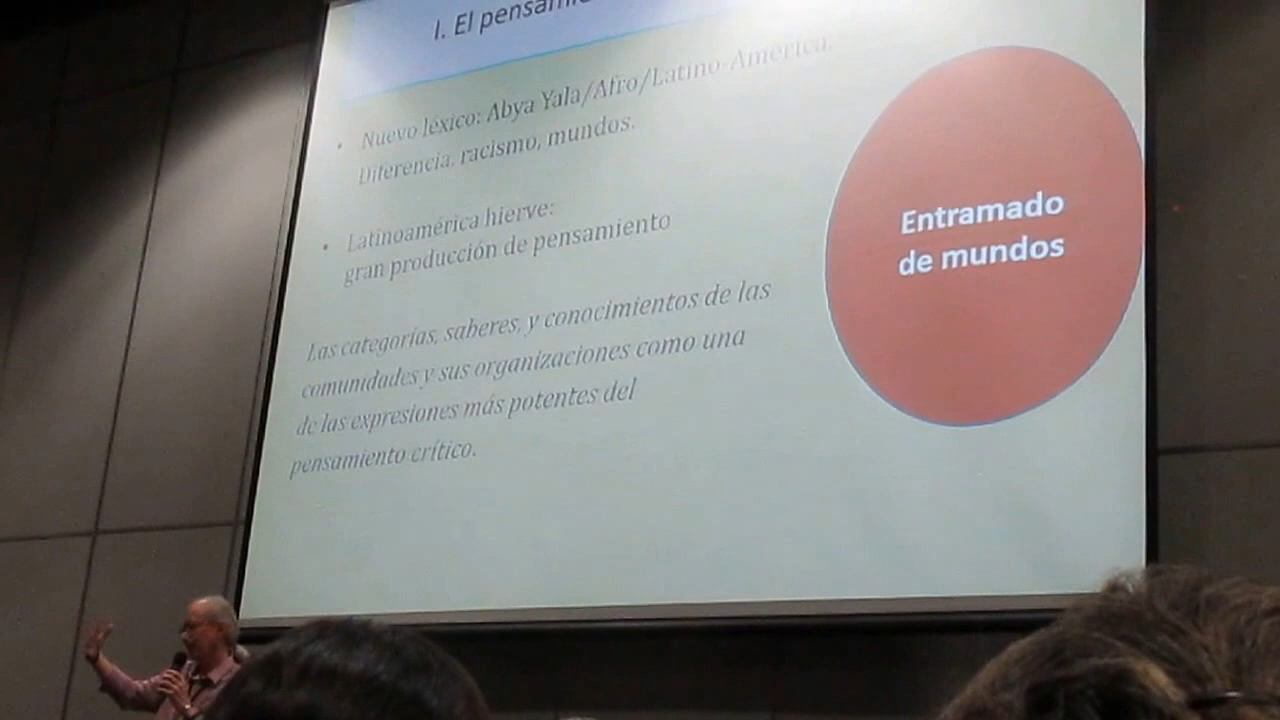 I. El
• Nuevo léxico: Abya Yala/Afro/Latino-América.
Diferencia, racismo, mundos.
• Latinoamérica hierve:
gran producción de pensamiento
Las categorías, saberes, y conocimientos de las
comunidades y sus organizaciones como una
de las expresiones más potentes del
pensamiento crítico.
Entramado
de mundos